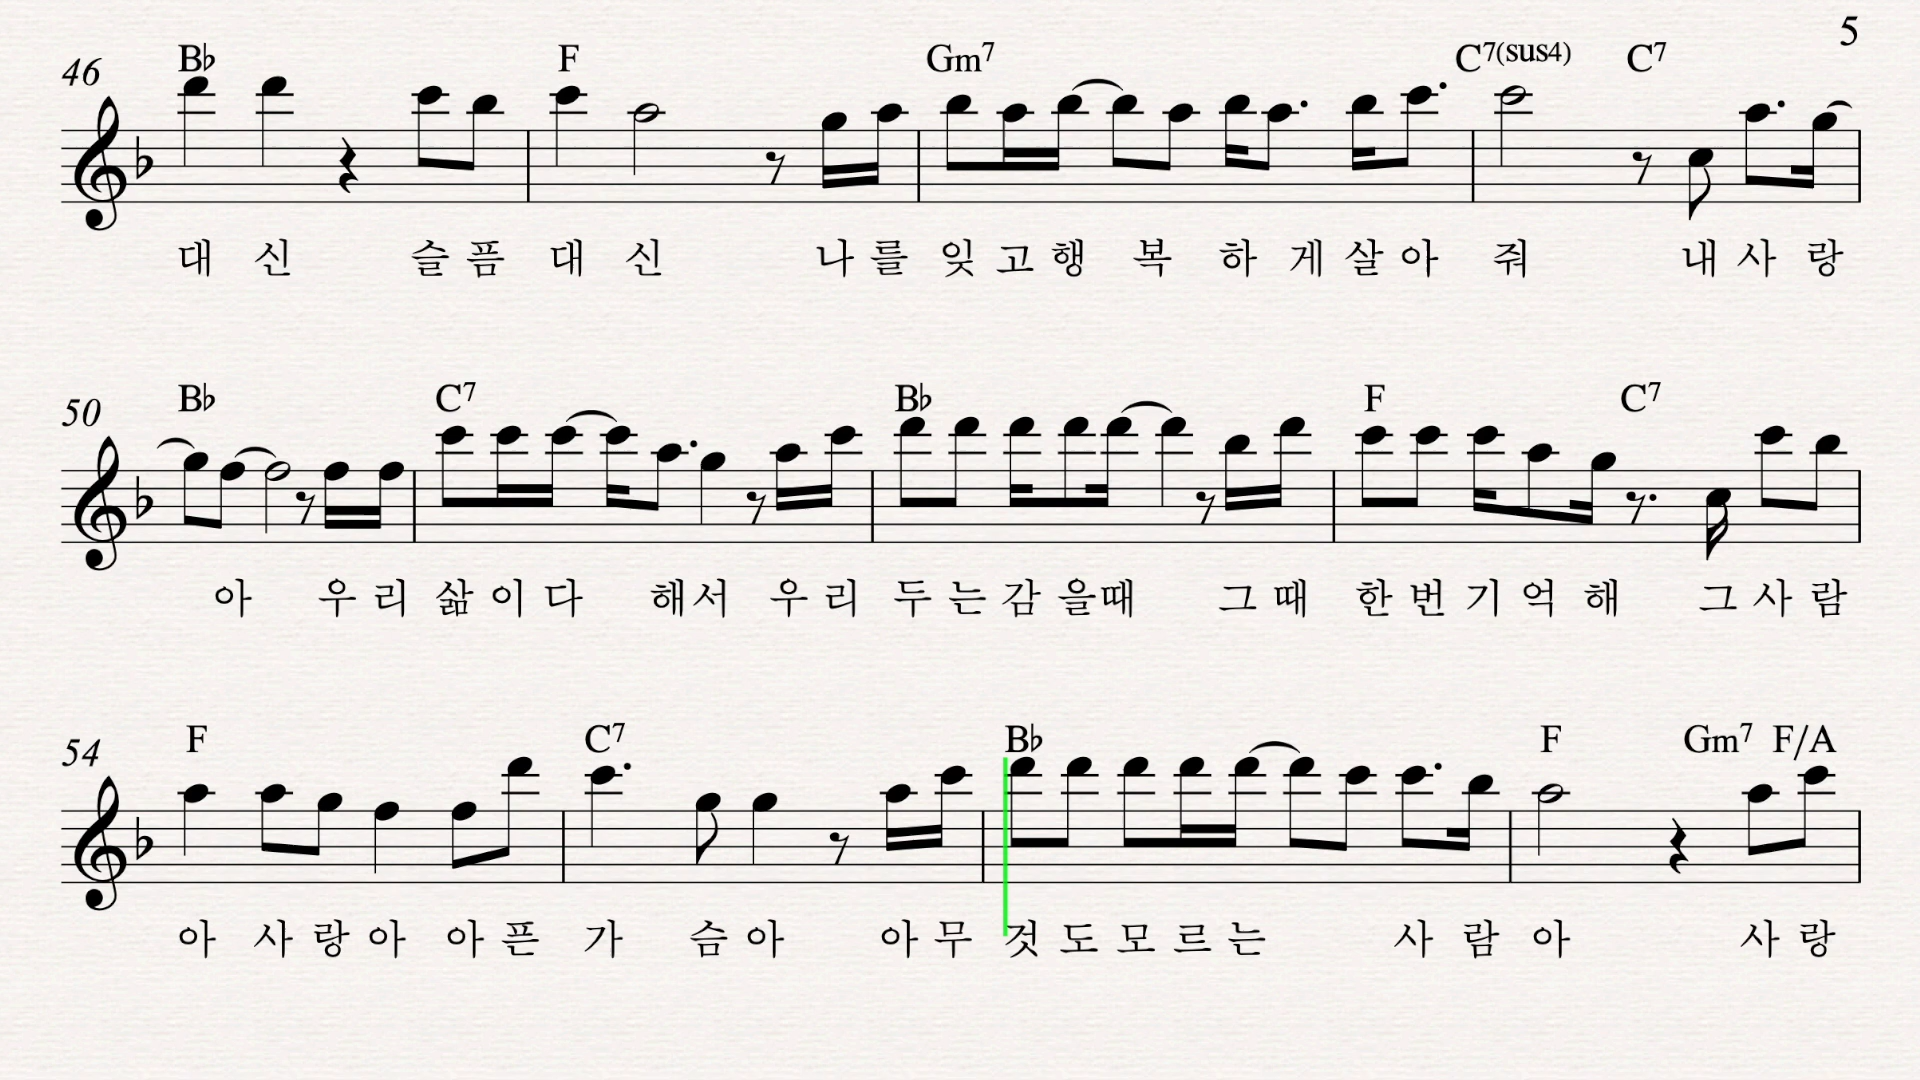 5
46 B♭ F Gm7 C7(sus4) C7
대 신 슬 픔 대 신 나 를 잊 고 행 복 하 게 살 아 줘 내 사 랑
50 B♭ C7 B♭ F C7
아 우 리 삶 이 다 해 서 우 리 두 눈 감 을 때 그 때 한 번 기 억 해 그 사 람
54 F C7 B♭ F Gm7 F/A
아 사 랑 아 아 픈 가 슴 아 아 무 것 도 모 르 는 사 람 아 사 랑